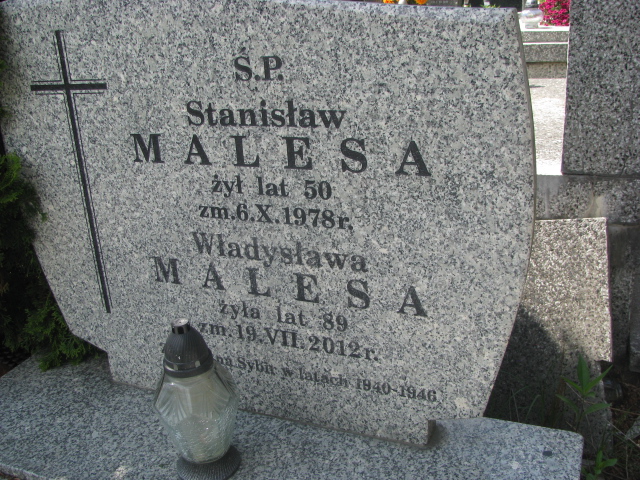 Ś.P.
Stanisław
MALESA
żył lat 50
zm.6.X.1978r.
Władysława
MALESA
żyła lat 89
zm.19.VII.2012r.
na Sybir w latach 1940-1946